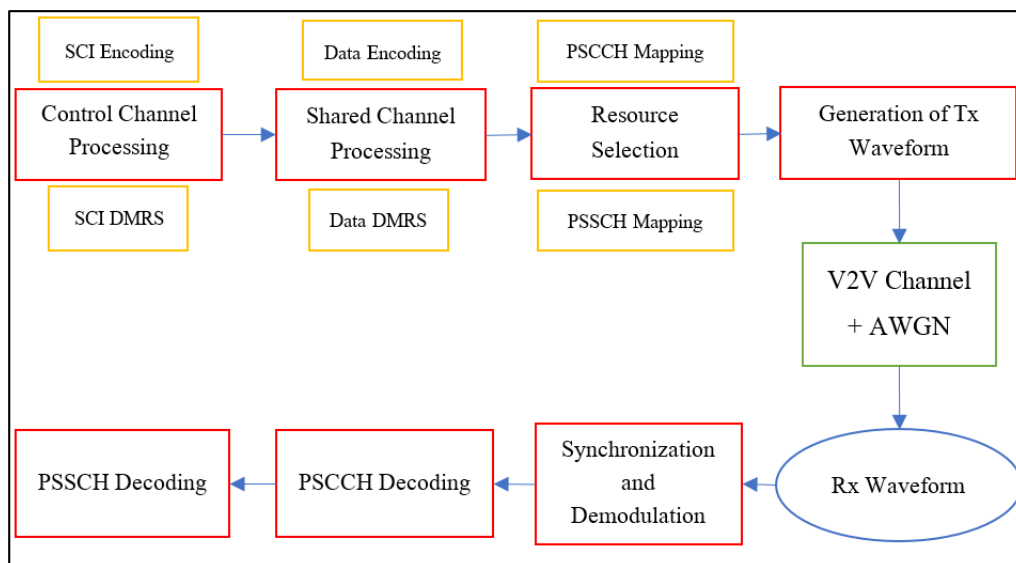 SCI Encoding
Data Encoding
PSCCH Mapping
Control Channel
Processing
Shared Channel
Processing
Resource
Selection
Generation of Tx
Waveform
SCI DMRS
Data DMRS
PSSCH Mapping
V2V Channel
+ AWGN
PSSCH Decoding
PSCCH Decoding
Synchronization
and
Demodulation
Rx Waveform